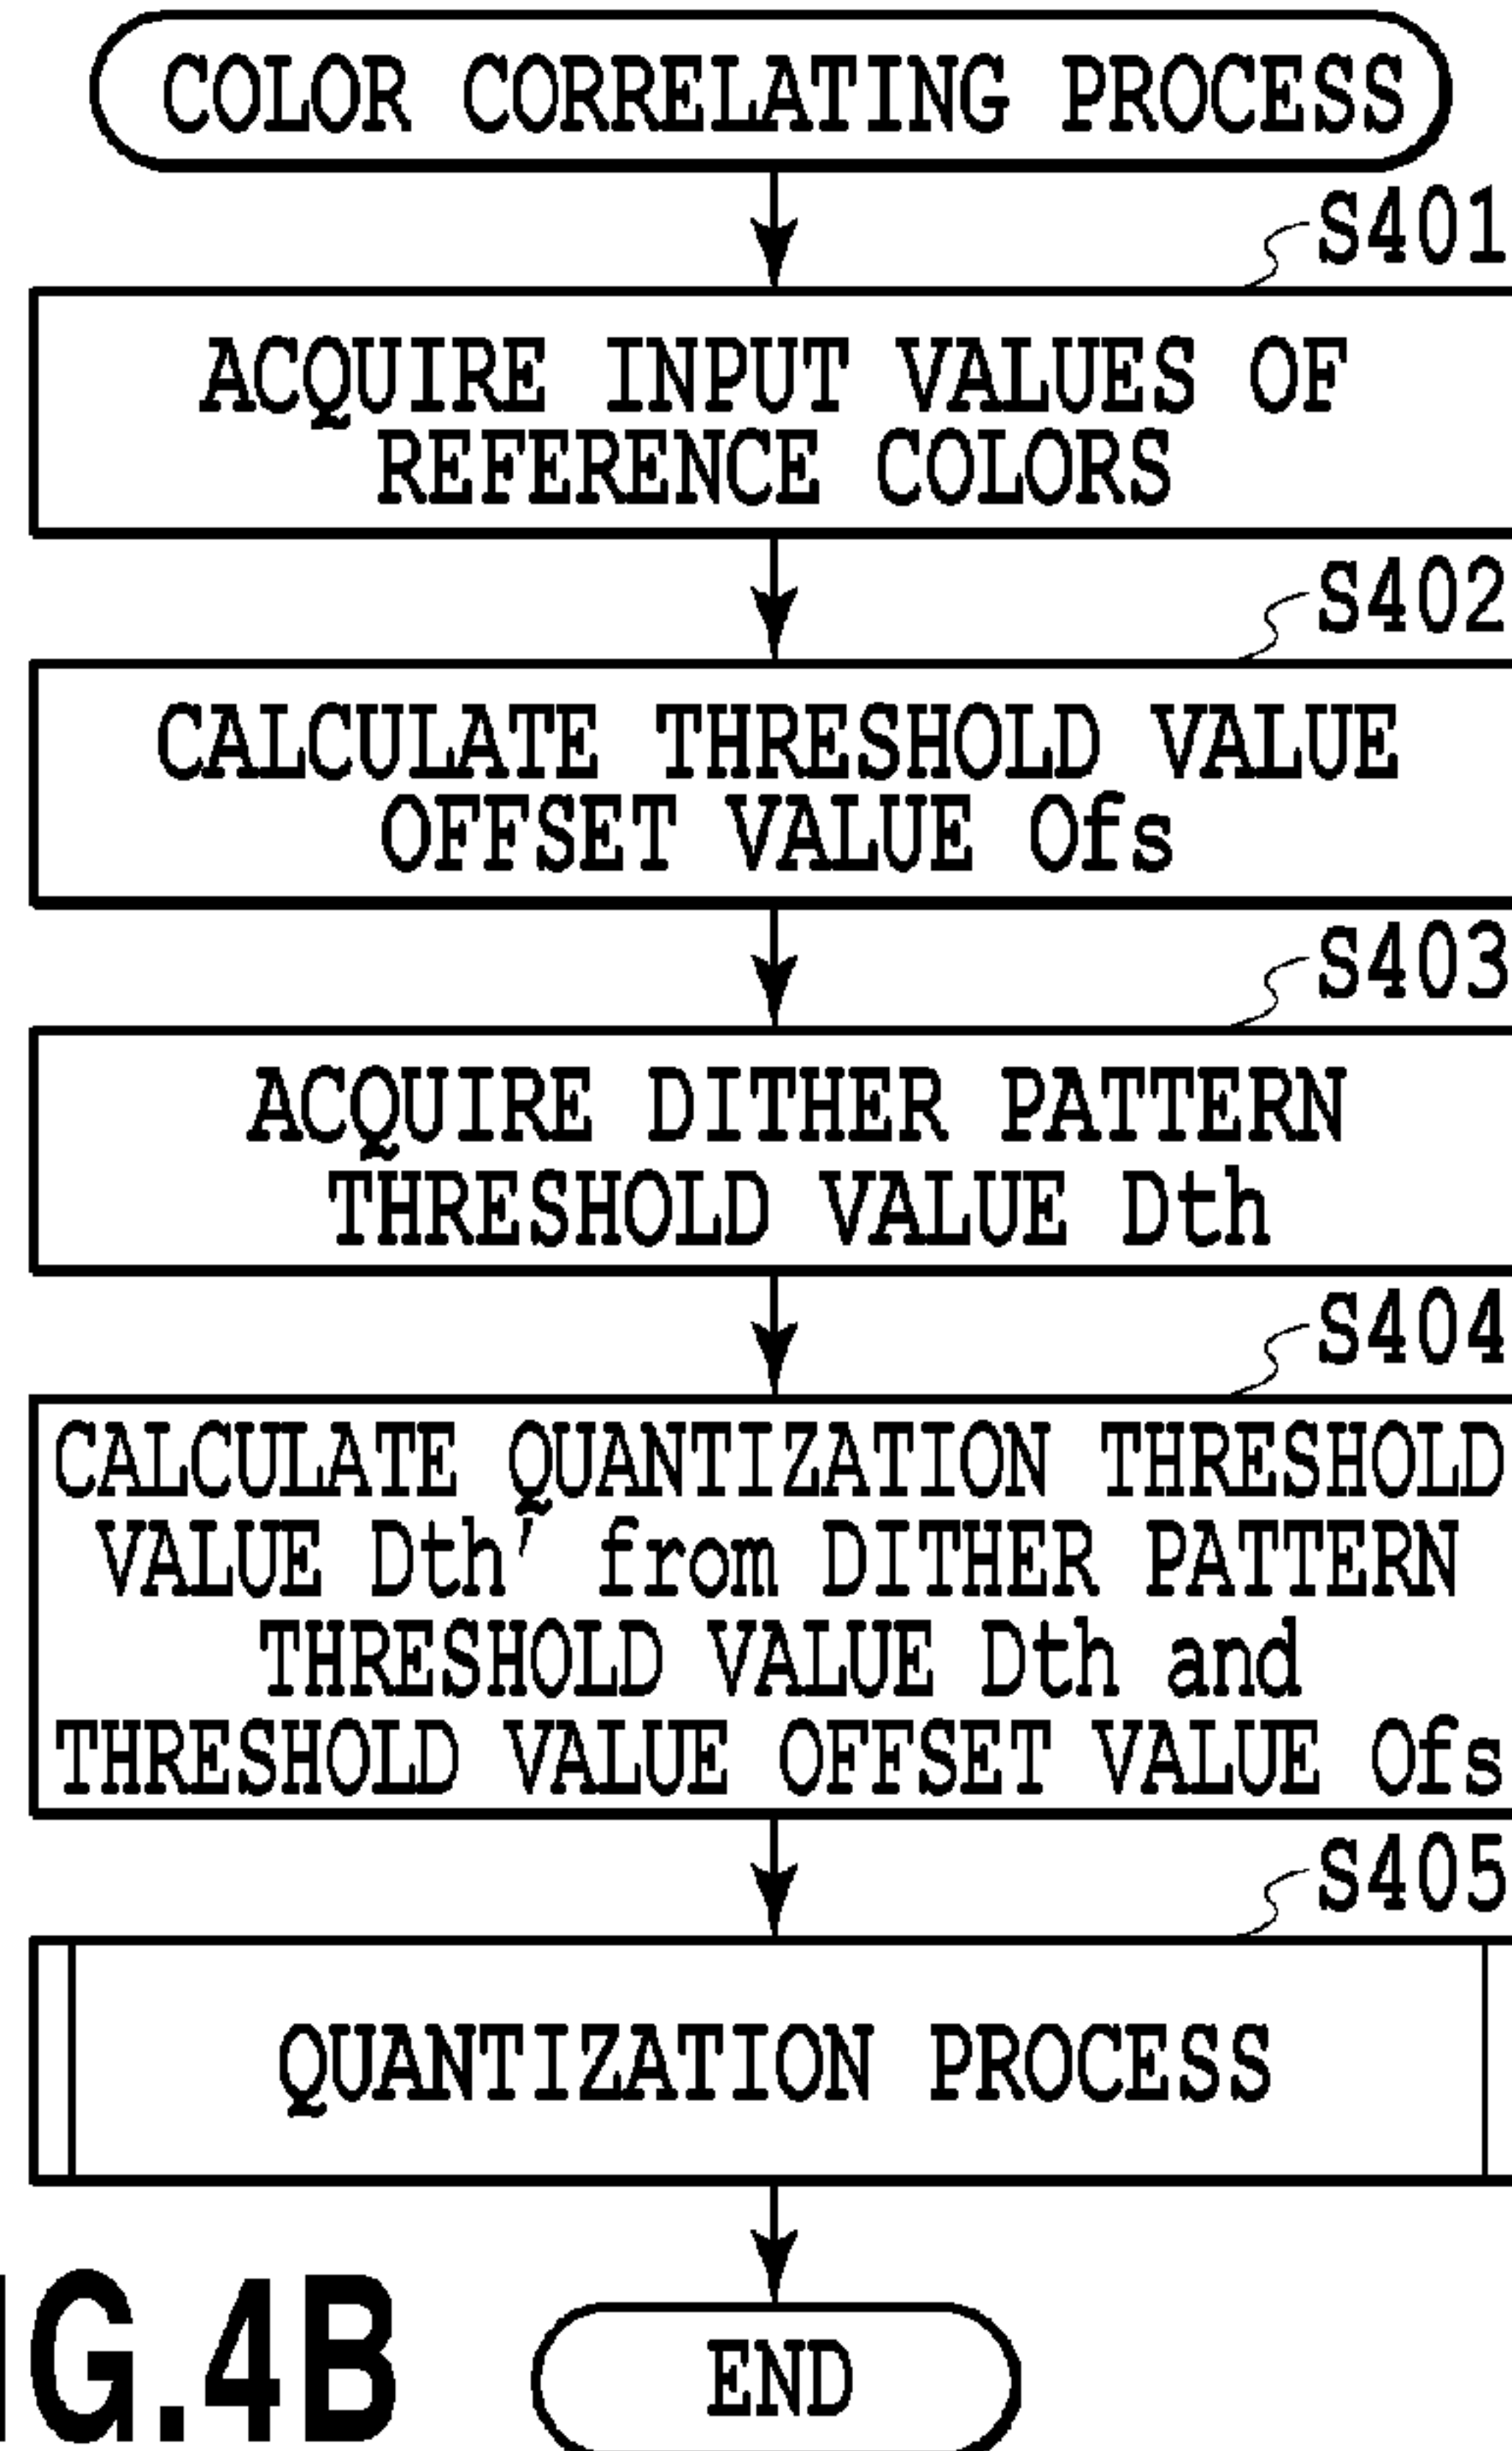 COLOR CORRELATING PROCESS
S401
ACQUIRE INPUT VALUES OF
REFERENCE COLORS
S402
CALCULATE THRESHOLD VALUE
OFFSET VALUE Ofs
S403
ACQUIRE DITHER PATTERN
THRESHOLD VALUE Dth
S404
CALCULATE QUANTIZATION THRESHOLD
VALUE Dth' from DITHER PATTERN
THRESHOLD VALUE Dth and
THRESHOLD VALUE OFFSET VALUE Ofs
S405
QUANTIZATION PROCESS
END
IG.4B